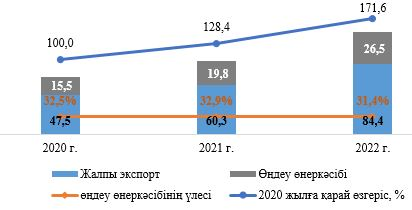 171,6
128,4
100,0
26,5
19,8
15,5
32,5% 32,9% 31,4%
47,5 60,3 84,4
2020 г. 2021 г. 2022 г.
Жалпы экспорт Өңдеу өнеркәсібі
өңдеу өнеркәсібінің үлесі 2020 жылға қарай өзгеріс, %